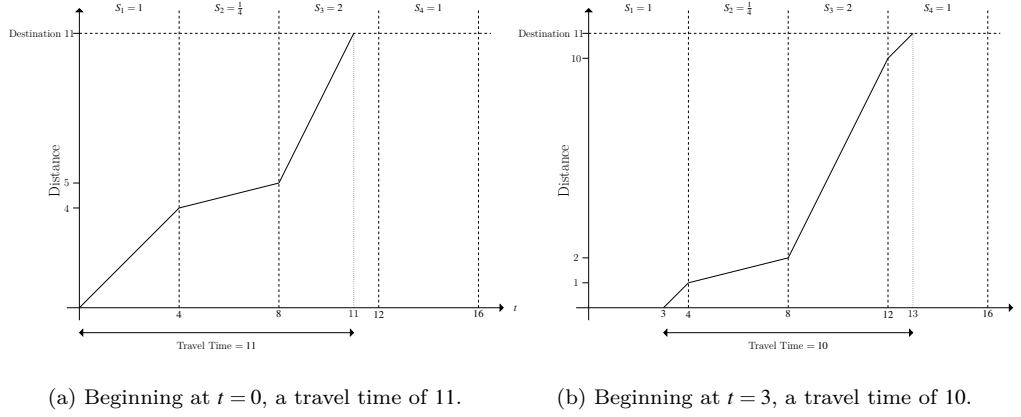 S₁ = 1 S₂ = 1/4 S₃ = 2 S₄ = 1
Destination 11
Distance
5
4
4 8 11 12 16 t
Travel Time = 11
(a) Beginning at t = 0, a travel time of 11.
S₁ = 1 S₂ = 1/4 S₃ = 2 S₄ = 1
Destination 11
10
Distance
2
1
3 4 8 12 13 16
Travel Time = 10
(b) Beginning at t = 3, a travel time of 10.